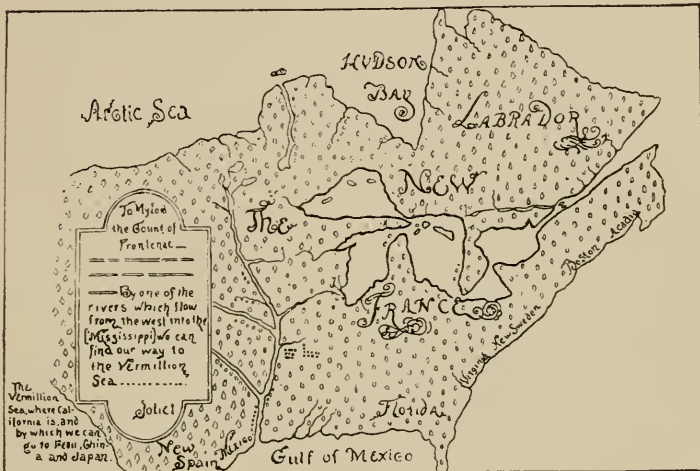 HUDSON
BAY
Arctic Sea
LABRADOR
NEW
The
FRANCE
To My lord
the Count of
Frontenac
By one of the
rivers which flow
from the west into the
[Mississippi] we can
find our way to
the Vermillion
Sea ............
Joliet
The
Vermillion
Sea, where Cal-
ifornia is, and
by which we can
go to Peru, Chin-
a and Japan.
New
Spain
Mexico
Gulf of Mexico
Florida
Virginia
New Sweden
Boston
Acadia